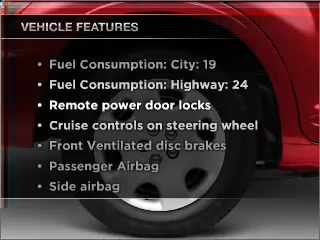 VEHICLE FEATURES
• Fuel Consumption: City: 19
• Fuel Consumption: Highway: 24
• Remote power door locks
• Cruise controls on steering wheel
• Front Ventilated disc brakes
• Passenger Airbag
• Side airbag